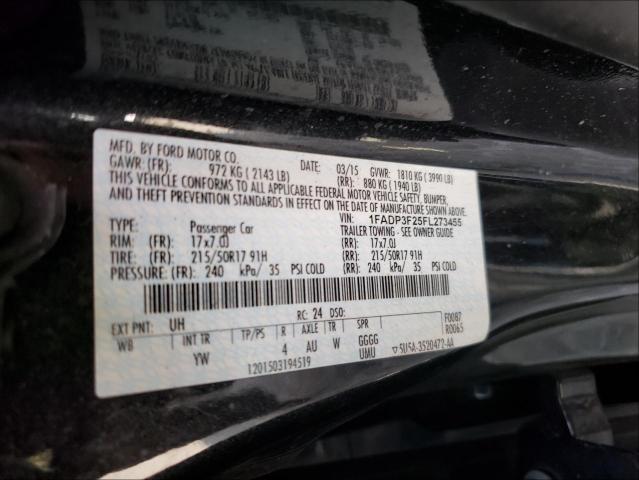 MFD. BY FORD MOTOR CO.
DATE: 03/15 GVWR: 1810 KG ( 3990 LB)
GAWR: (FR): 972 KG ( 2143 LB) (RR): 880 KG ( 1940 LB)
THIS VEHICLE CONFORMS TO ALL APPLICABLE FEDERAL MOTOR VEHICLE SAFETY, BUMPER,
AND THEFT PREVENTION STANDARDS IN EFFECT ON THE DATE OF MANUFACTURE SHOWN ABOVE.
VIN: 1FADP3F25FL273455
TYPE: Passenger Car TRAILER TOWING - SEE OWNER GUIDE
RIM: (FR): 17x7.0J (RR): 17x7.0J
TIRE: (FR): 215/50R17 91H (RR): 215/50R17 91H
PRESSURE: (FR): 240 kPa/ 35 PSI COLD (RR): 240 kPa/ 35 PSI COLD
RC: 24 DSO: F0087
EXT PNT: UH R0065
WB INT TR TP/PS R AXLE TR SPR
YW 4 AU W GGGG
UMU
1201503194519 ▽5U5A-3520472-AA